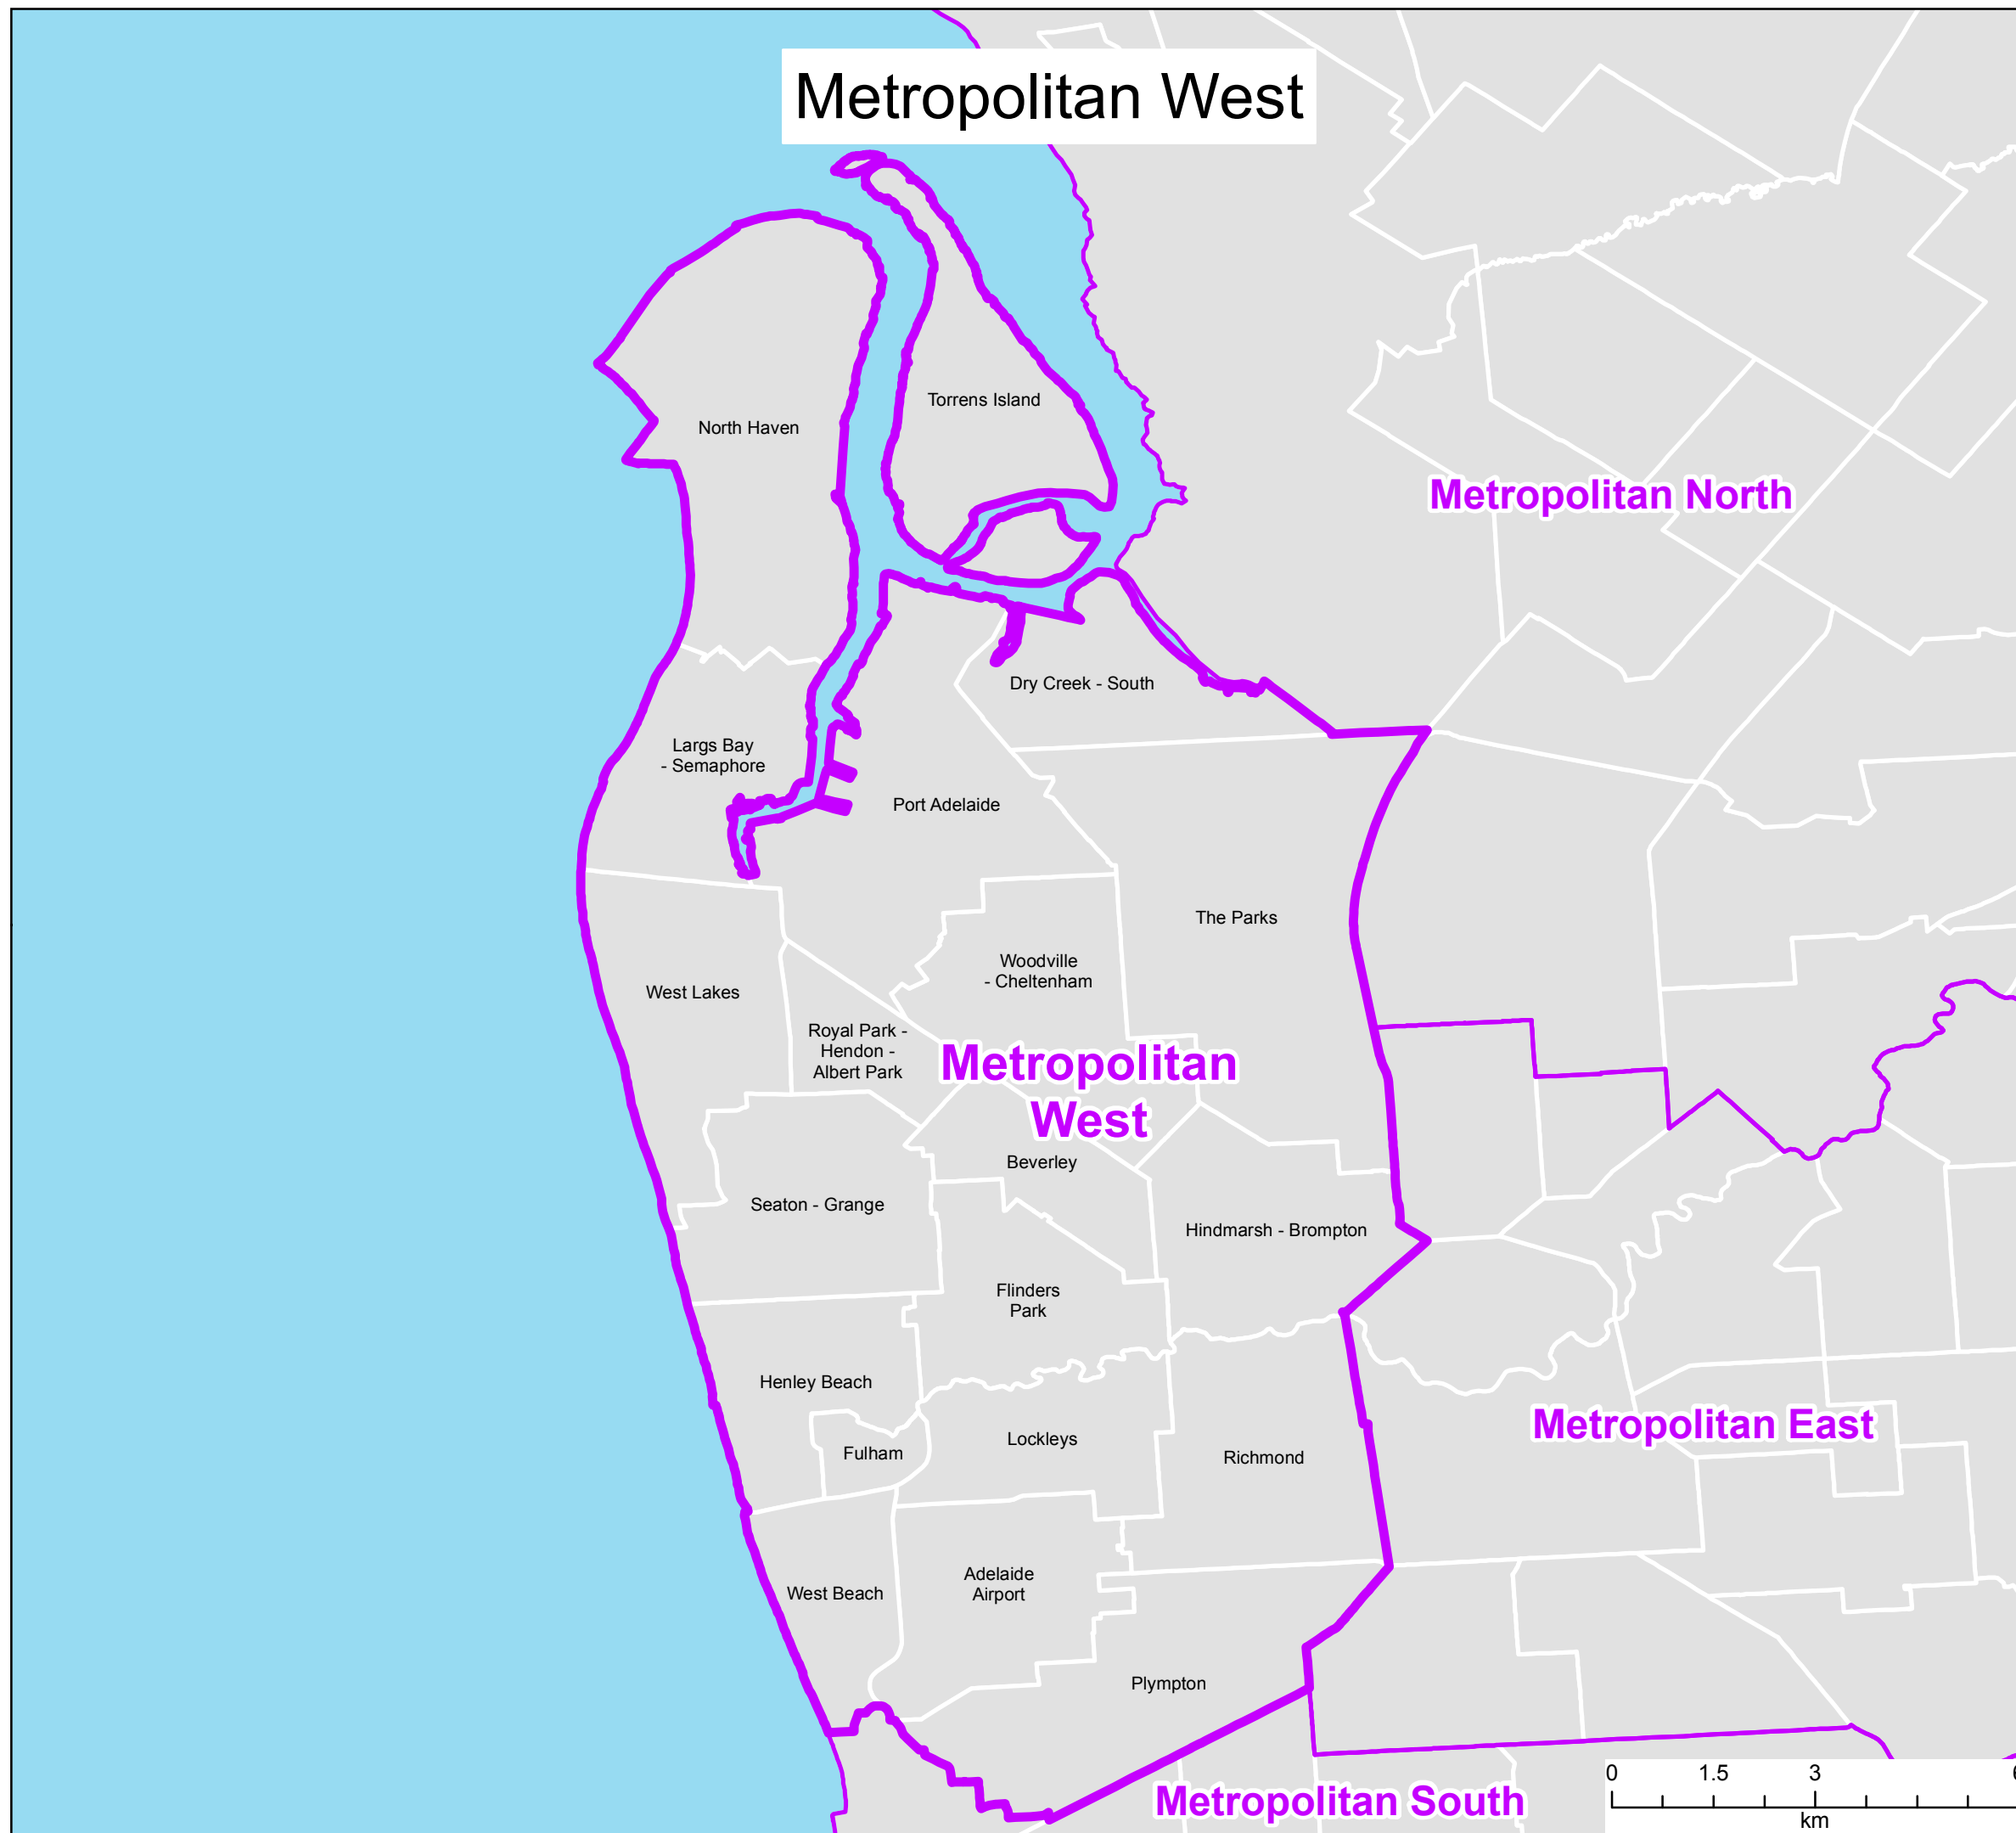 Metropolitan West
Torrens Island
North Haven
Metropolitan North
Dry Creek - South
Largs Bay
- Semaphore
Port Adelaide
The Parks
Woodville
- Cheltenham
West Lakes
Royal Park -
Hendon -
Albert Park
Metropolitan
West
Beverley
Seaton - Grange
Hindmarsh - Brompton
Flinders
Park
Henley Beach
Metropolitan East
Lockleys
Fulham
Richmond
Adelaide
Airport
West Beach
Plympton
Metropolitan South
0 1.5 3
km